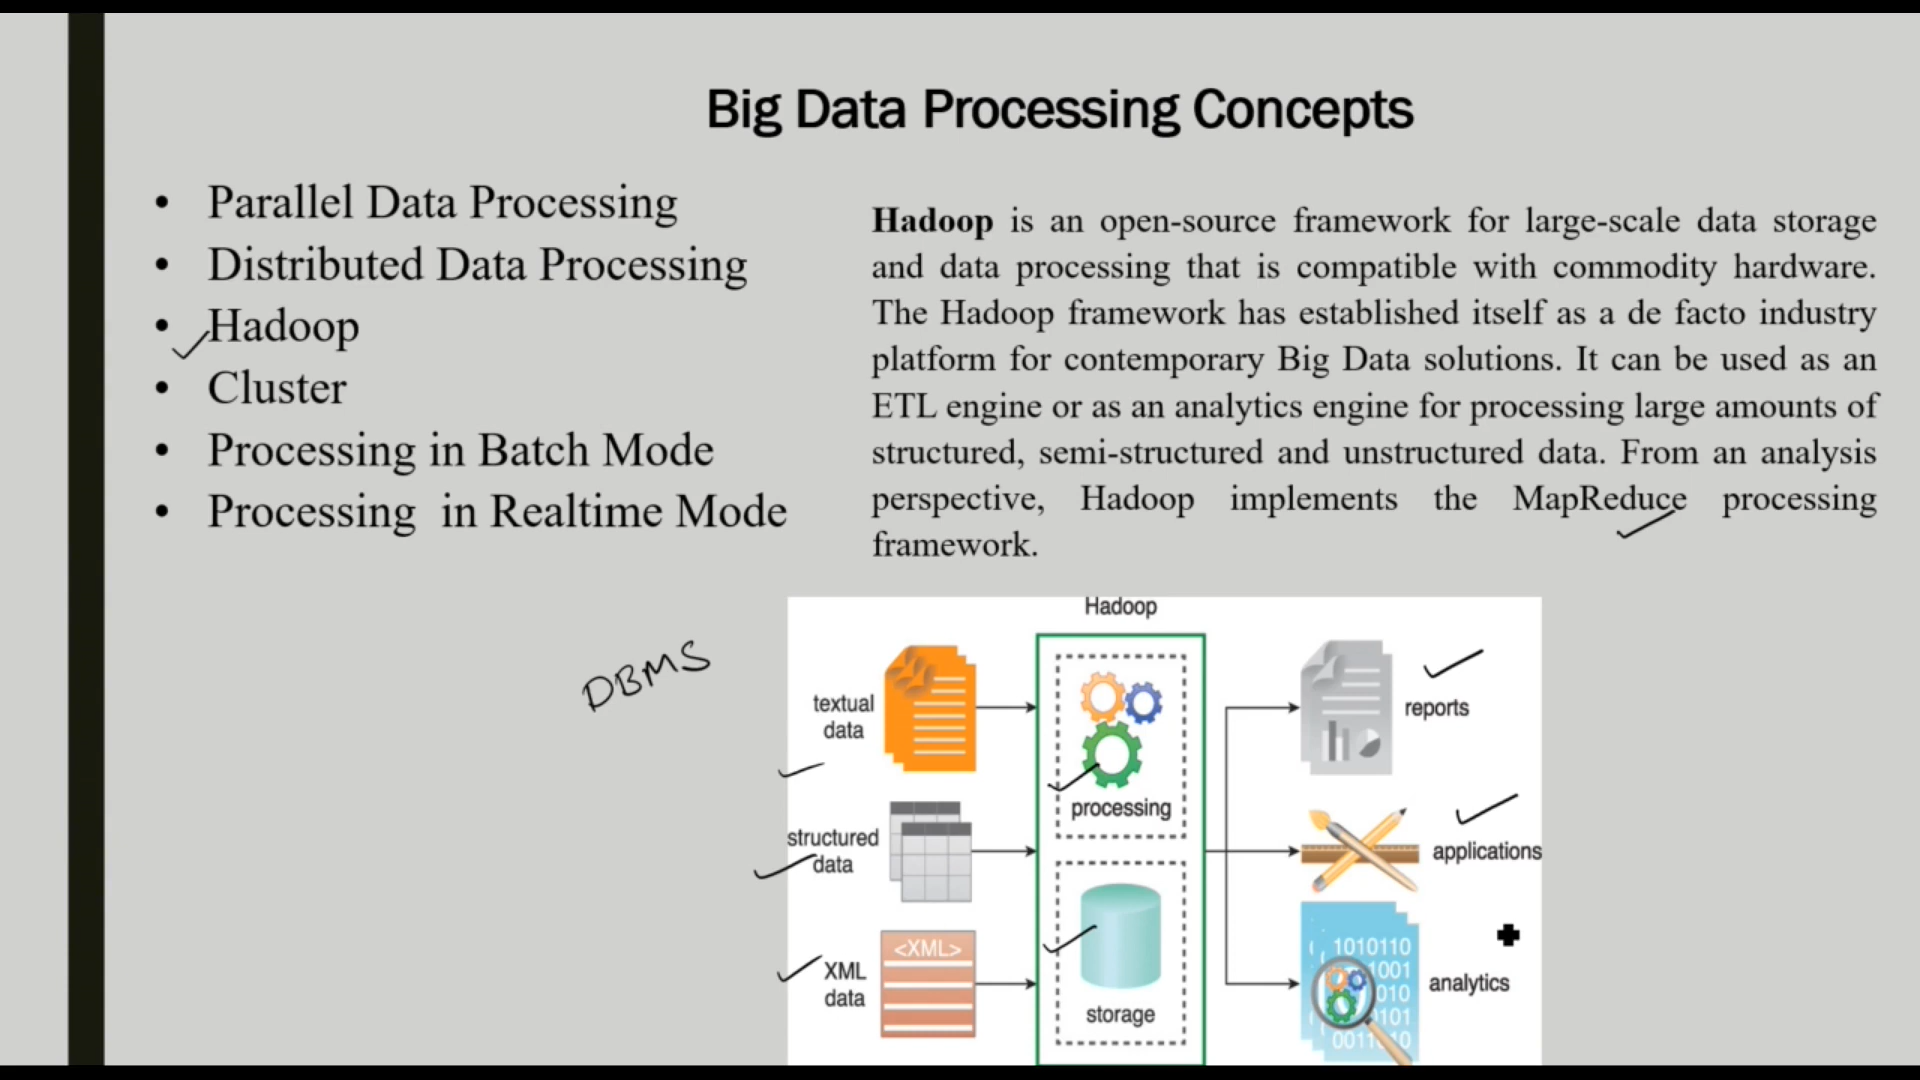 Big Data Processing Concepts
• Parallel Data Processing
• Distributed Data Processing
• Hadoop
• Cluster
• Processing in Batch Mode
• Processing in Realtime Mode
Hadoop is an open-source framework for large-scale data storage
and data processing that is compatible with commodity hardware.
The Hadoop framework has established itself as a de facto industry
platform for contemporary Big Data solutions. It can be used as an
ETL engine or as an analytics engine for processing large amounts of
structured, semi-structured and unstructured data. From an analysis
perspective, Hadoop implements the MapReduce processing
framework.
DBMS
Hadoop
textual
data
structured
data
<XML>
XML
data
processing
storage
reports
applications
1010110
1001
010
101
analytics